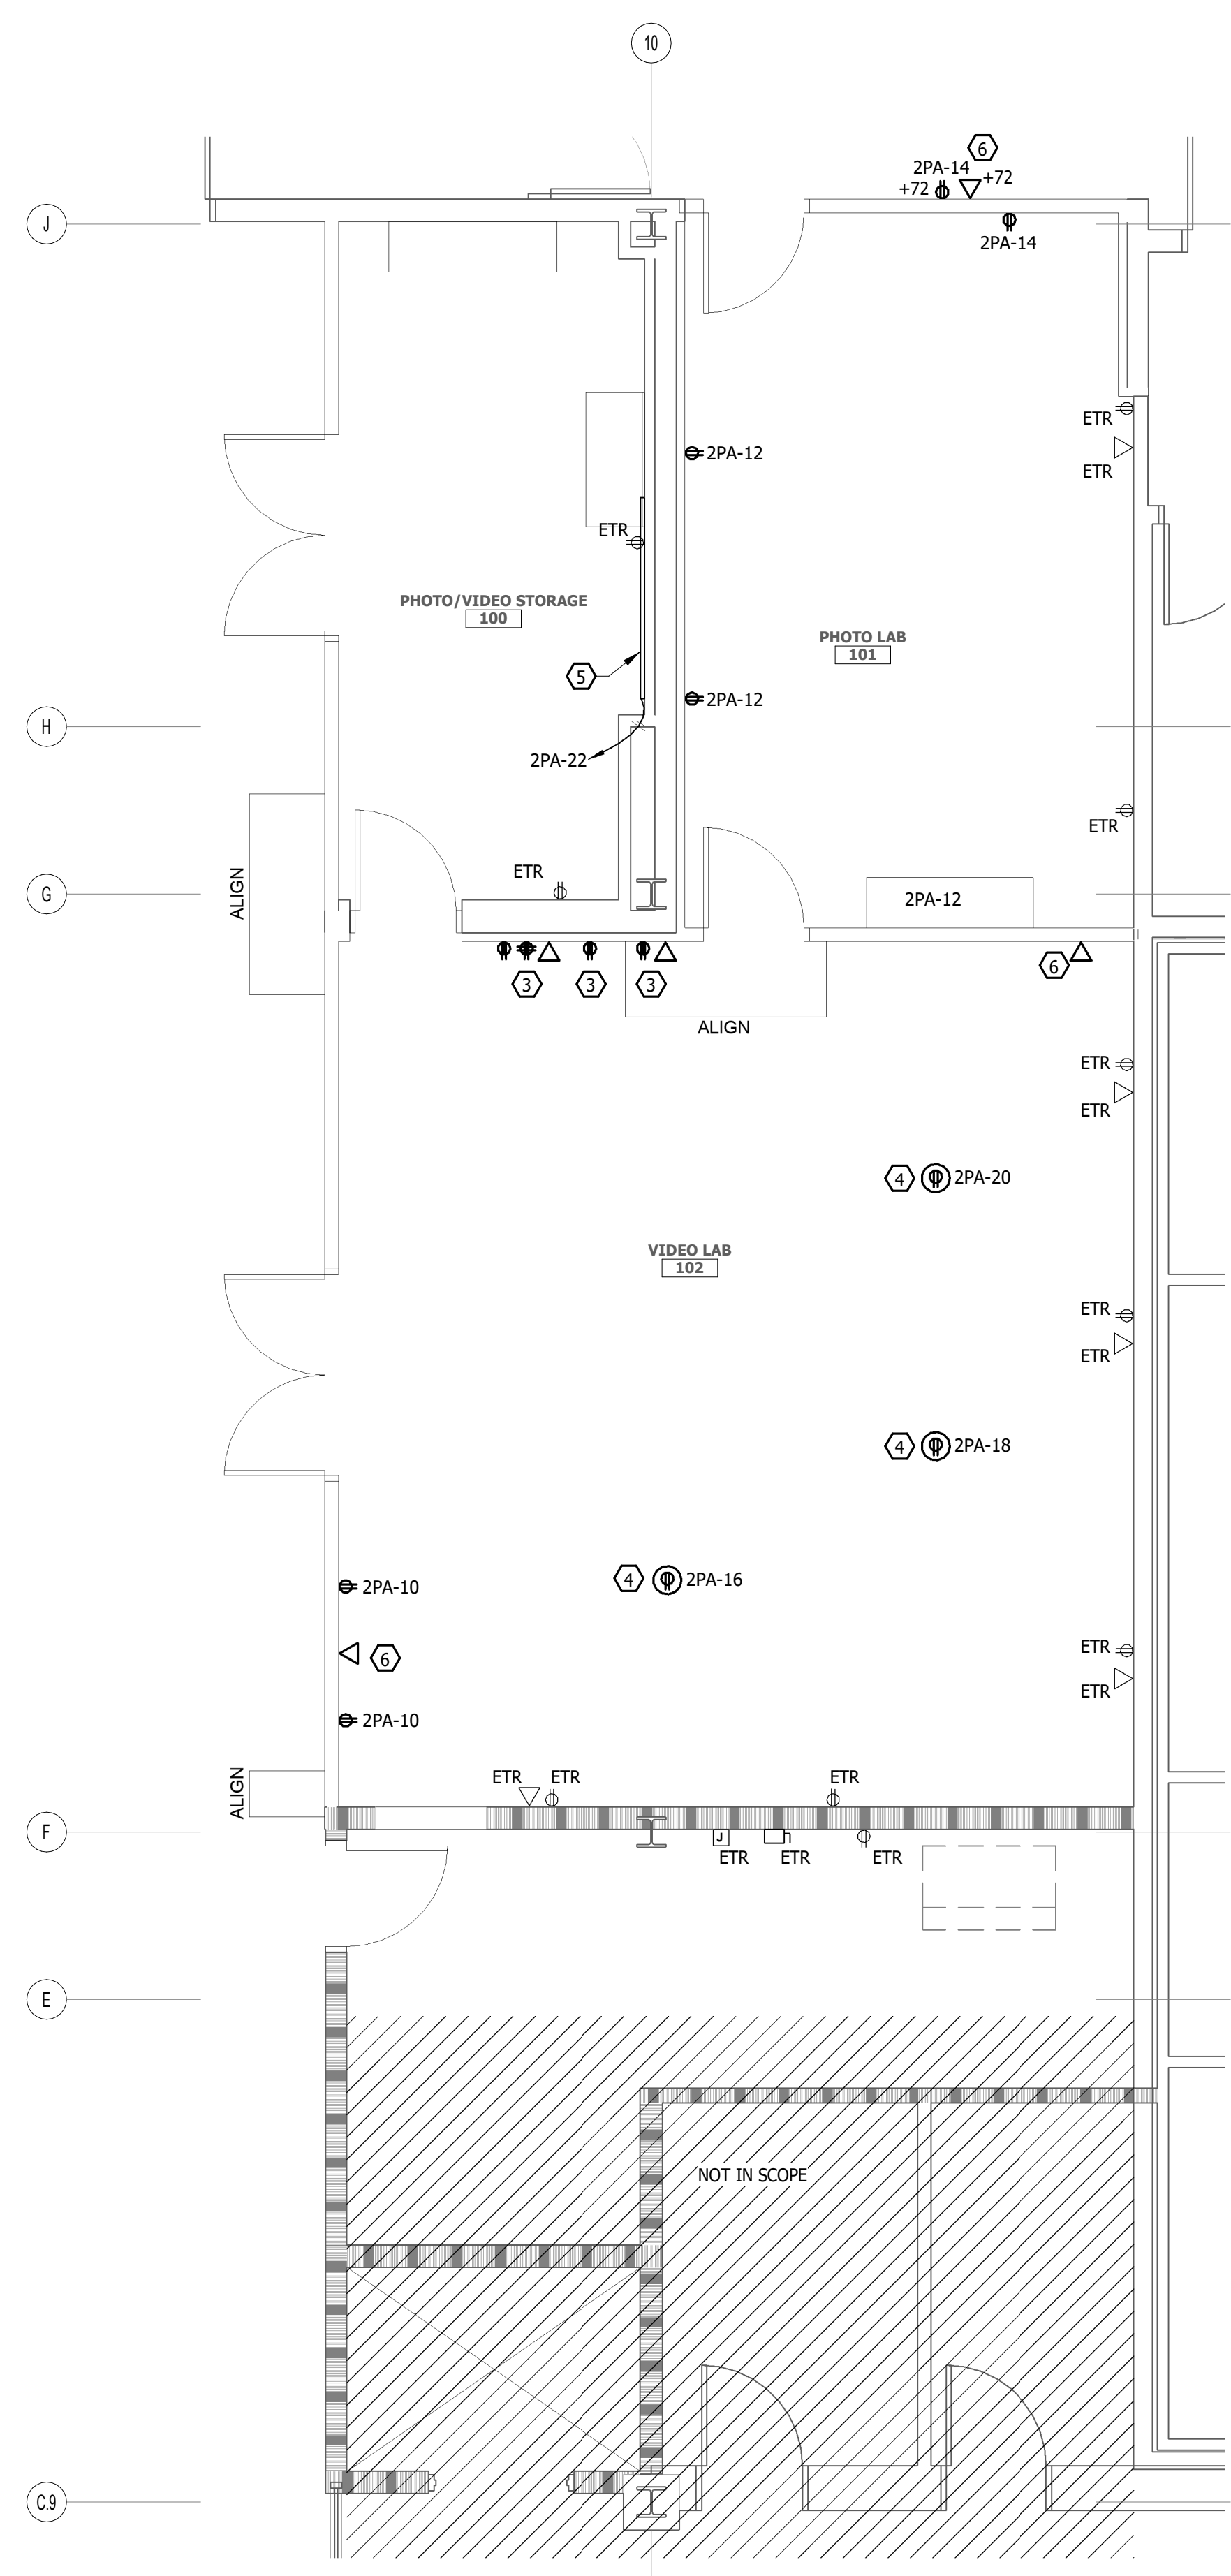 10
6
2PA-14
+72
+72
J
2PA-14
ETR
2PA-12
ETR
ETR
PHOTO/VIDEO STORAGE
100
PHOTO LAB
101
5
2PA-12
H
2PA-22
ETR
ETR
G
ALIGN
2PA-12
6
3
3
3
ALIGN
ETR
ETR
4
2PA-20
VIDEO LAB
102
ETR
ETR
4
2PA-18
4
2PA-16
2PA-10
ETR
6
ETR
2PA-10
ETR
ETR
ETR
ALIGN
F
J
ETR
ETR
ETR
E
NOT IN SCOPE
C.9